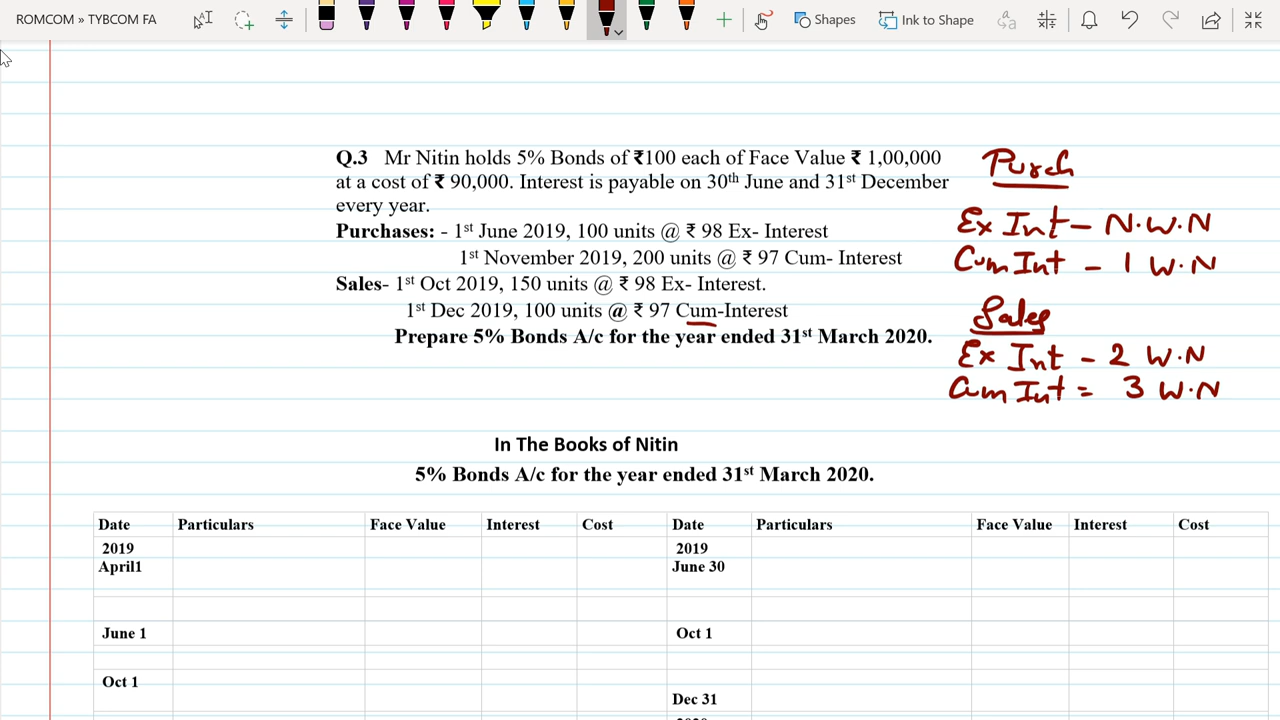 ROMCOM » TYBCOM FA
Shapes
Ink to Shape
Q.3 Mr Nitin holds 5% Bonds of ₹100 each of Face Value ₹ 1,00,000
at a cost of ₹ 90,000. Interest is payable on 30th June and 31st December
every year.
Purchases: - 1st June 2019, 100 units @ ₹ 98 Ex- Interest
1st November 2019, 200 units @ ₹ 97 Cum- Interest
Sales- 1st Oct 2019, 150 units @ ₹ 98 Ex- Interest.
1st Dec 2019, 100 units @ ₹ 97 Cum-Interest
Prepare 5% Bonds A/c for the year ended 31st March 2020.
Purch
Ex Int - N.W.N
Cum Int - 1 W.N
Sales
Ex Int - 2 W.N
Cum Int = 3 W.N
In The Books of Nitin
5% Bonds A/c for the year ended 31st March 2020.
Date Particulars Face Value Interest Cost Date Particulars Face Value Interest Cost
2019 2019
April1 June 30
June 1 Oct 1
Oct 1
Dec 31
2020